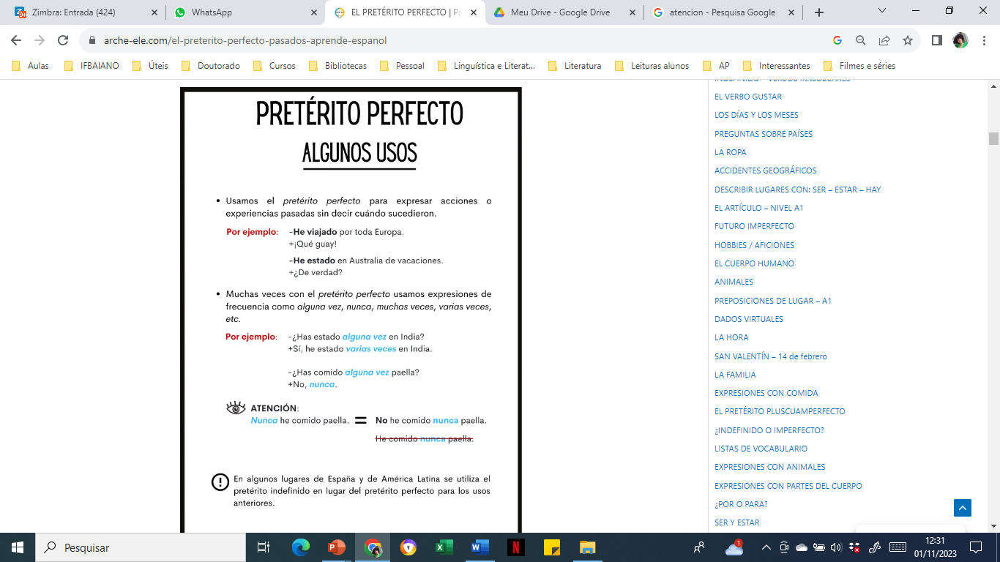 Zimbra: Entrada (424)
WhatsApp
EL PRETÉRITO PERFECTO | Pa
Meu Drive - Google Drive
atencion - Pesquisa Google
arche-ele.com/el-preterito-perfecto-pasados-aprende-espanol
Aulas
IFBAIANO
Úteis
Doutorado
Cursos
Bibliotecas
Pessoal
Linguística e Literat...
Literatura
Leituras alunos
AP
Interessantes
Filmes e séries
PRETÉRITO PERFECTO
ALGUNOS USOS
• Usamos el pretérito perfecto para expresar acciones o
experiencias pasadas sin decir cuándo sucedieron.
Por ejemplo: -He viajado por toda Europa.
+¡Qué guay!
-He estado en Australia de vacaciones.
+¿De verdad?
• Muchas veces con el pretérito perfecto usamos expresiones de
frecuencia como alguna vez, nunca, muchas veces, varias veces,
etc.
Por ejemplo: -¿Has estado alguna vez en India?
+Sí, he estado varias veces en India.
-¿Has comido alguna vez paella?
+No, nunca.
ATENCIÓN:
Nunca he comido paella. = No he comido nunca paella.
He comido nunca paella.
En algunos lugares de España y de América Latina se utiliza el
pretérito indefinido en lugar del pretérito perfecto para los usos
anteriores.
INDEFINIDO – VERBOS IRREGULARES
EL VERBO GUSTAR
LOS DÍAS Y LOS MESES
PREGUNTAS SOBRE PAÍSES
LA ROPA
ACCIDENTES GEOGRÁFICOS
DESCRIBIR LUGARES CON: SER – ESTAR – HAY
EL ARTÍCULO – NIVEL A1
FUTURO IMPERFECTO
HOBBIES / AFICIONES
EL CUERPO HUMANO
ANIMALES
PREPOSICIONES DE LUGAR – A1
DADOS VIRTUALES
LA HORA
SAN VALENTÍN – 14 de febrero
LA FAMILIA
EXPRESIONES CON COMIDA
EL PRETÉRITO PLUSCUAMPERFECTO
¿INDEFINIDO O IMPERFECTO?
LISTAS DE VOCABULARIO
EXPRESIONES CON ANIMALES
EXPRESIONES CON PARTES DEL CUERPO
¿POR O PARA?
SER Y ESTAR
Pesquisar
12:31
01/11/2023